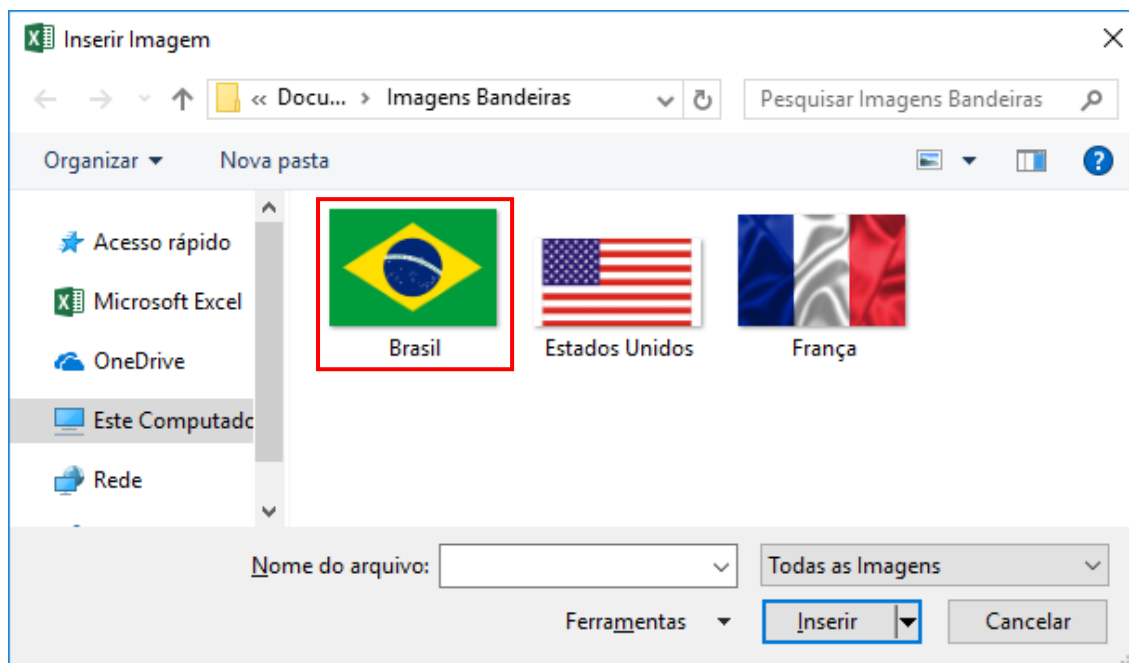 Inserir Imagem
« Docu... › Imagens Bandeiras
Pesquisar Imagens Bandeiras
Organizar
Nova pasta
Acesso rápido
Microsoft Excel
OneDrive
Este Computadc
Rede
Brasil
Estados Unidos
França
Nome do arquivo:
Todas as Imagens
Ferramentas
Inserir
Cancelar